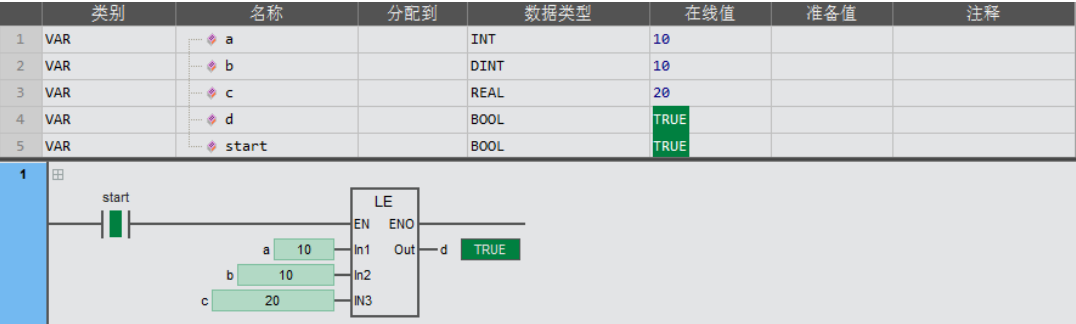 类别 名称 分配到 数据类型 在线值 准备值 注释
1 VAR a INT 10
2 VAR b DINT 10
3 VAR c REAL 20
4 VAR d BOOL TRUE
5 VAR start BOOL TRUE
1
start
LE
EN ENO
a 10 In1 Out d TRUE
b 10 In2
c 20 IN3